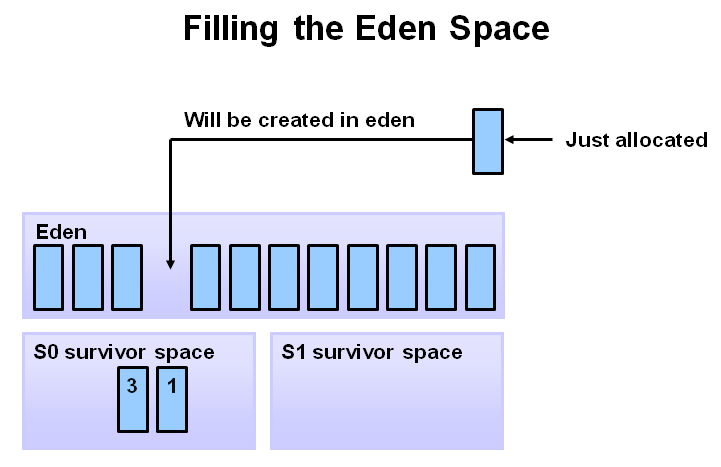 Filling the Eden Space
Will be created in eden
Just allocated
Eden
S0 survivor space
S1 survivor space
3 1